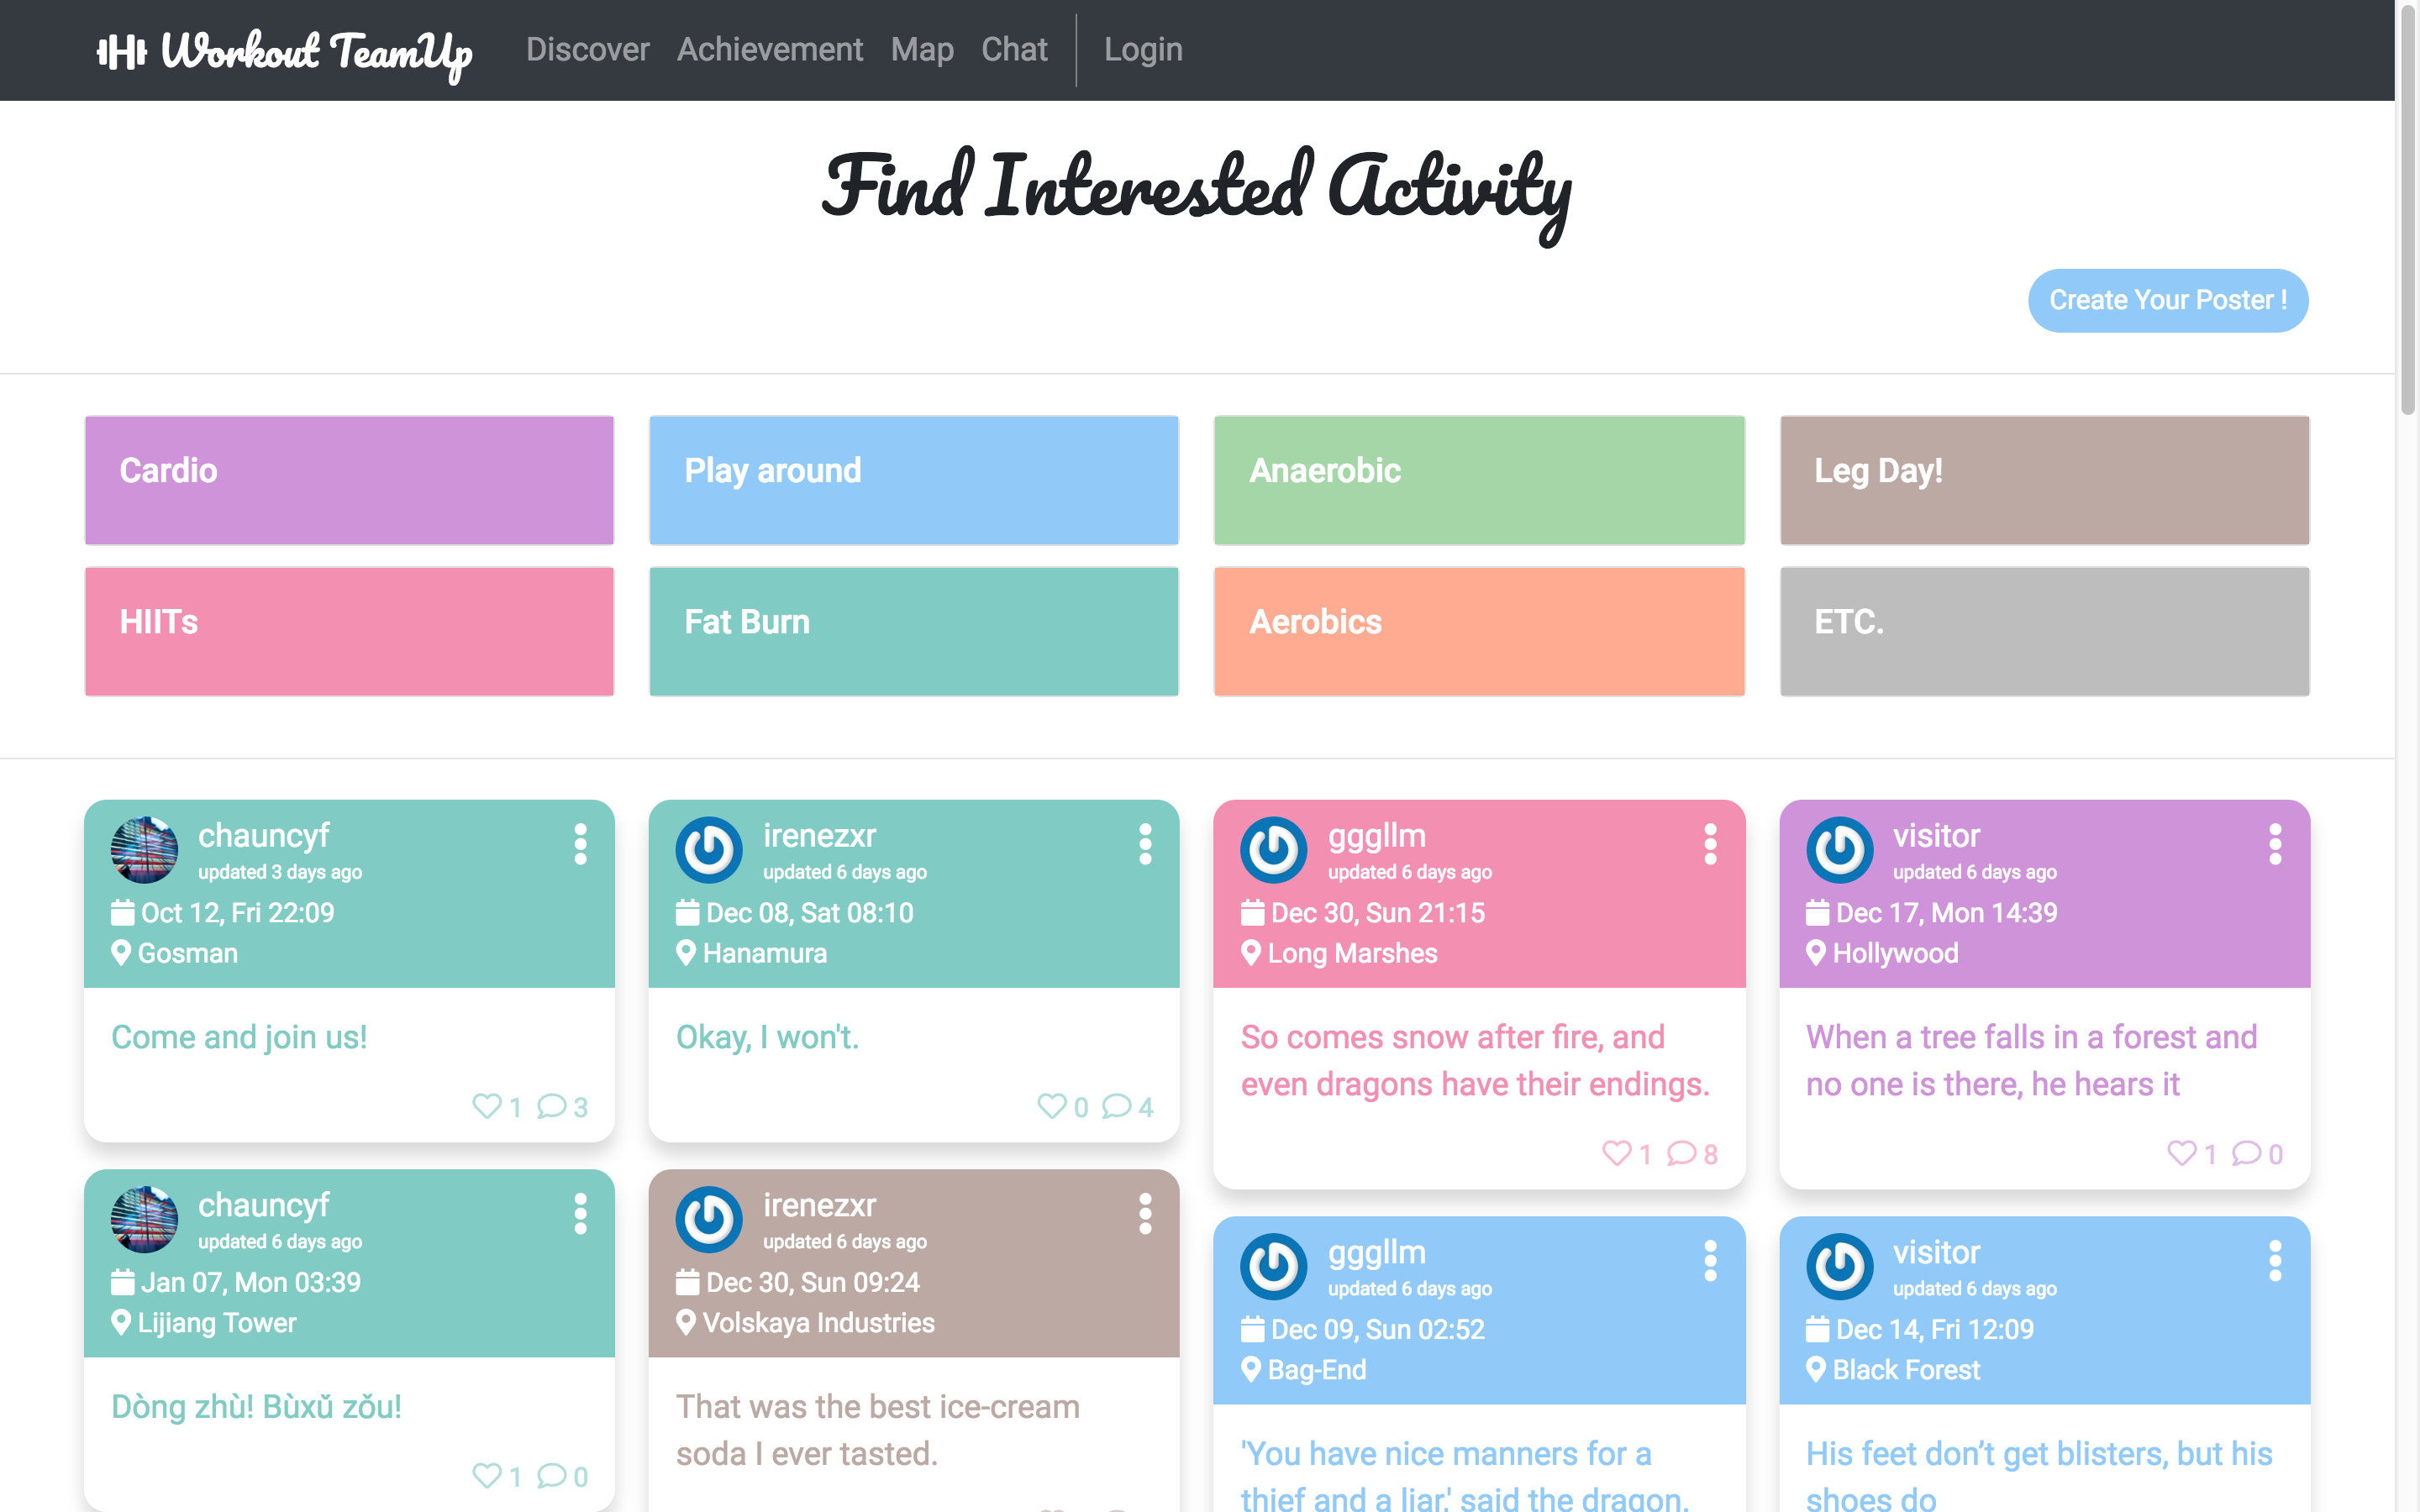 Workout TeamUp Discover Achievement Map Chat Login
Find Interested Activity
Create Your Poster !
Cardio
Play around
Anaerobic
Leg Day!
HIITs
Fat Burn
Aerobics
ETC.
chauncyf
updated 3 days ago
Oct 12, Fri 22:09
Gosman
Come and join us!
1 3
irenezxr
updated 6 days ago
Dec 08, Sat 08:10
Hanamura
Okay, I won't.
0 4
gggllm
updated 6 days ago
Dec 30, Sun 21:15
Long Marshes
So comes snow after fire, and
even dragons have their endings.
1 8
visitor
updated 6 days ago
Dec 17, Mon 14:39
Hollywood
When a tree falls in a forest and
no one is there, he hears it
1 0
chauncyf
updated 6 days ago
Jan 07, Mon 03:39
Lijiang Tower
Dòng zhù! Bùxǔ zǒu!
1 0
irenezxr
updated 6 days ago
Dec 30, Sun 09:24
Volskaya Industries
That was the best ice-cream
soda I ever tasted.
gggllm
updated 6 days ago
Dec 09, Sun 02:52
Bag-End
'You have nice manners for a
thief and a liar,' said the dragon.
visitor
updated 6 days ago
Dec 14, Fri 12:09
Black Forest
His feet don’t get blisters, but his
shoes do